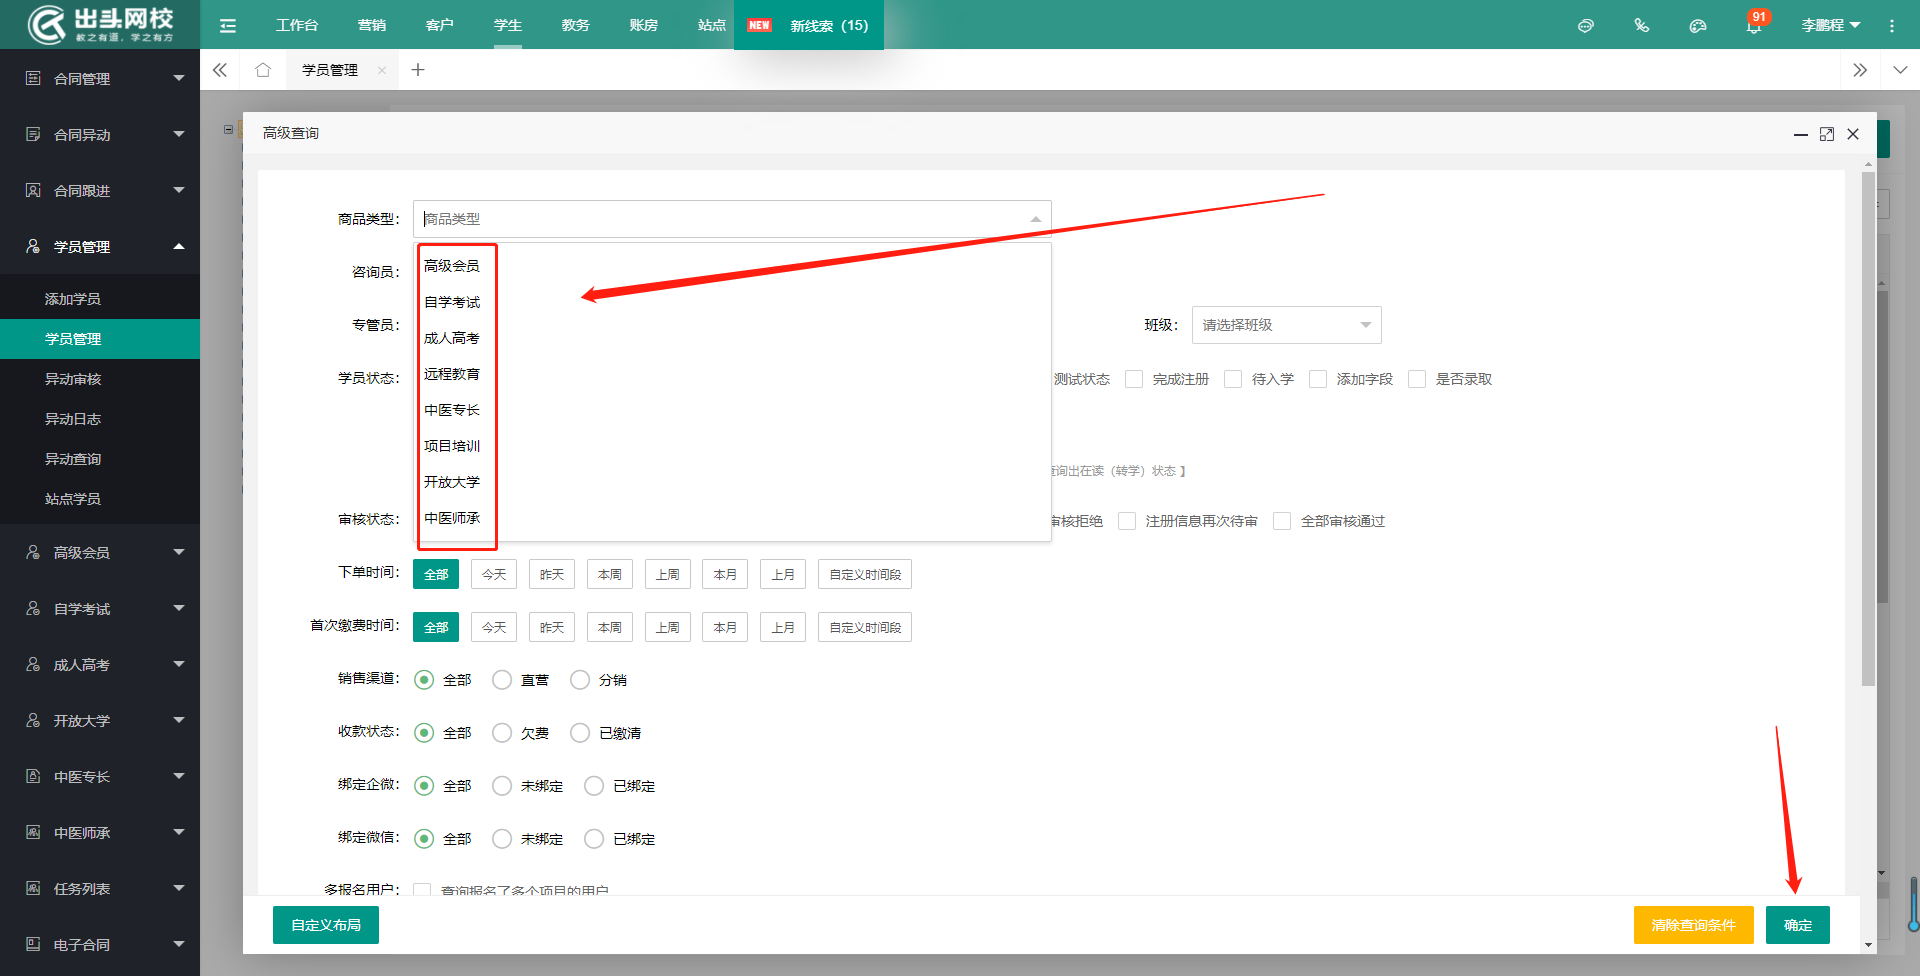 出头网校
教之有道，学之有方
工作台 营销 客户 学生 教务 账房 站点 NEW 新线索（15）
91
李鹏程
学员管理
合同管理
合同异动
合同跟进
学员管理
添加学员
学员管理
异动审核
异动日志
异动查询
站点学员
高级会员
自学考试
成人高考
开放大学
中医专长
中医师承
任务列表
电子合同
高级查询
商品类型： 商品类型
高级会员
自学考试
成人高考
远程教育
中医专长
项目培训
开放大学
中医师承
咨询员：
专管员： 班级： 请选择班级
学员状态： 测试状态 完成注册 待入学 添加字段 是否录取
查询出在读（转学）状态 】
审核状态： 审核拒绝 注册信息再次待审 全部审核通过
下单时间： 全部 今天 昨天 本周 上周 本月 上月 自定义时间段
首次缴费时间： 全部 今天 昨天 本周 上周 本月 上月 自定义时间段
销售渠道： 全部 直营 分销
收款状态： 全部 欠费 已缴清
绑定企微： 全部 未绑定 已绑定
绑定微信： 全部 未绑定 已绑定
多报名用户： 查询报名了多个项目的用户
自定义布局 清除查询条件 确定